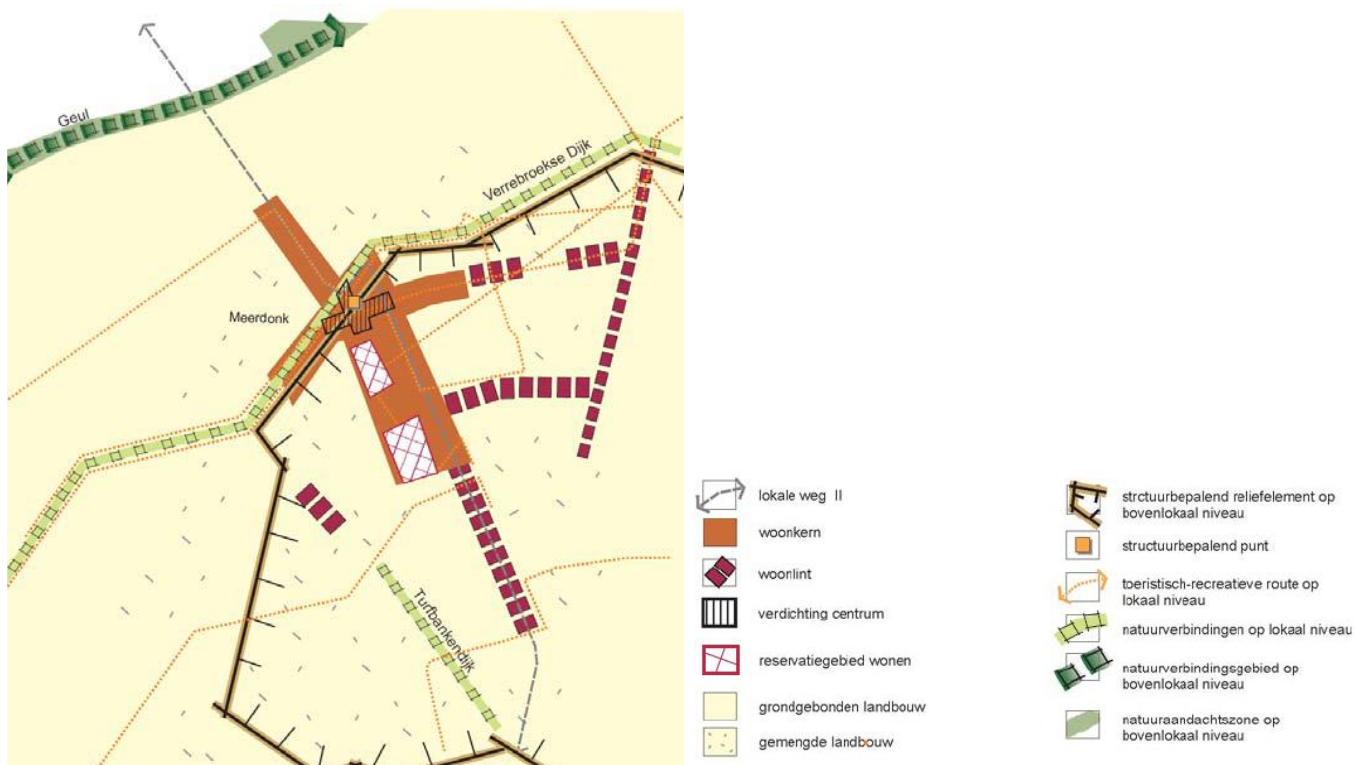 Geul
Verrebroekse Dijk
Meerdonk
Turfbankendijk
lokale weg II
woonkern
woonlint
verdichting centrum
reservatiegebied wonen
grondgebonden landbouw
gemengde landbouw
strctuurbepalend reliefelement op
bovenlokaal niveau
structuurbepalend punt
toeristisch-recreatieve route op
lokaal niveau
natuurverbindingen op lokaal niveau
natuurverbindingsgebied op
bovenlokaal niveau
natuuraandachtszone op
bovenlokaal niveau